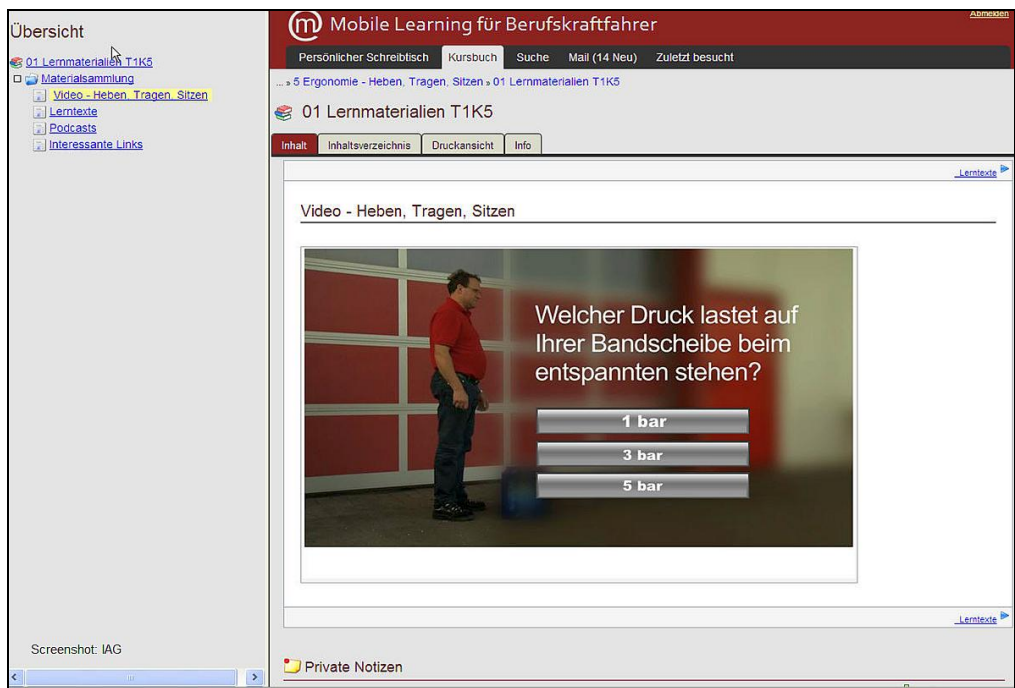 Übersicht
01 Lernmaterialien T1K5
Materialsammlung
Video - Heben, Tragen, Sitzen
Lerntexte
Podcasts
Interessante Links
Screenshot: IAG
Abmelden
m Mobile Learning für Berufskraftfahrer
Persönlicher Schreibtisch Kursbuch Suche Mail (14 Neu) Zuletzt besucht
... » 5 Ergonomie - Heben, Tragen, Sitzen » 01 Lernmaterialien T1K5
01 Lernmaterialien T1K5
Inhalt Inhaltsverzeichnis Druckansicht Info
Lerntexte
Video - Heben, Tragen, Sitzen
Welcher Druck lastet auf
Ihrer Bandscheibe beim
entspannten stehen?
1 bar
3 bar
5 bar
Lerntexte
Private Notizen